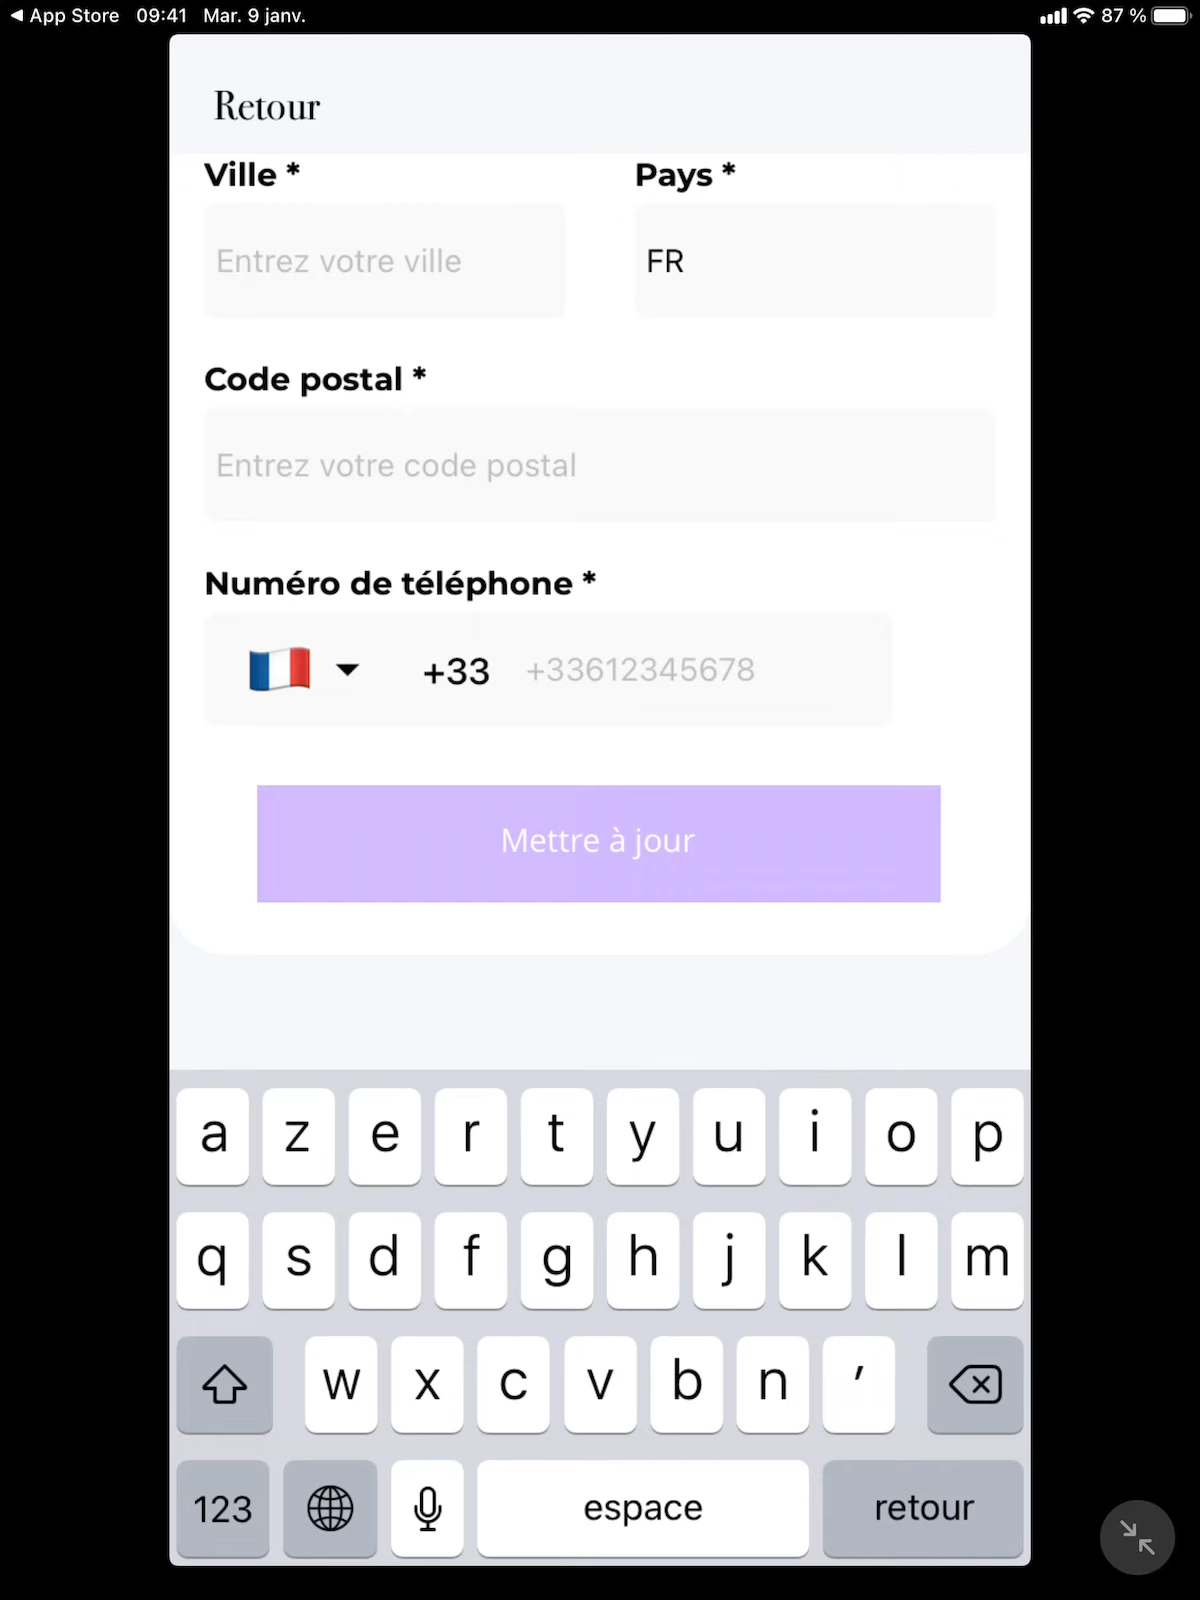 ◀ App Store 09:41 Mar. 9 janv. 87 %
Retour
Ville * Pays *
Entrez votre ville FR
Code postal *
Entrez votre code postal
Numéro de téléphone *
+33 +33612345678
Mettre à jour
a z e r t y u i o p
q s d f g h j k l m
w x c v b n ’
123 espace retour